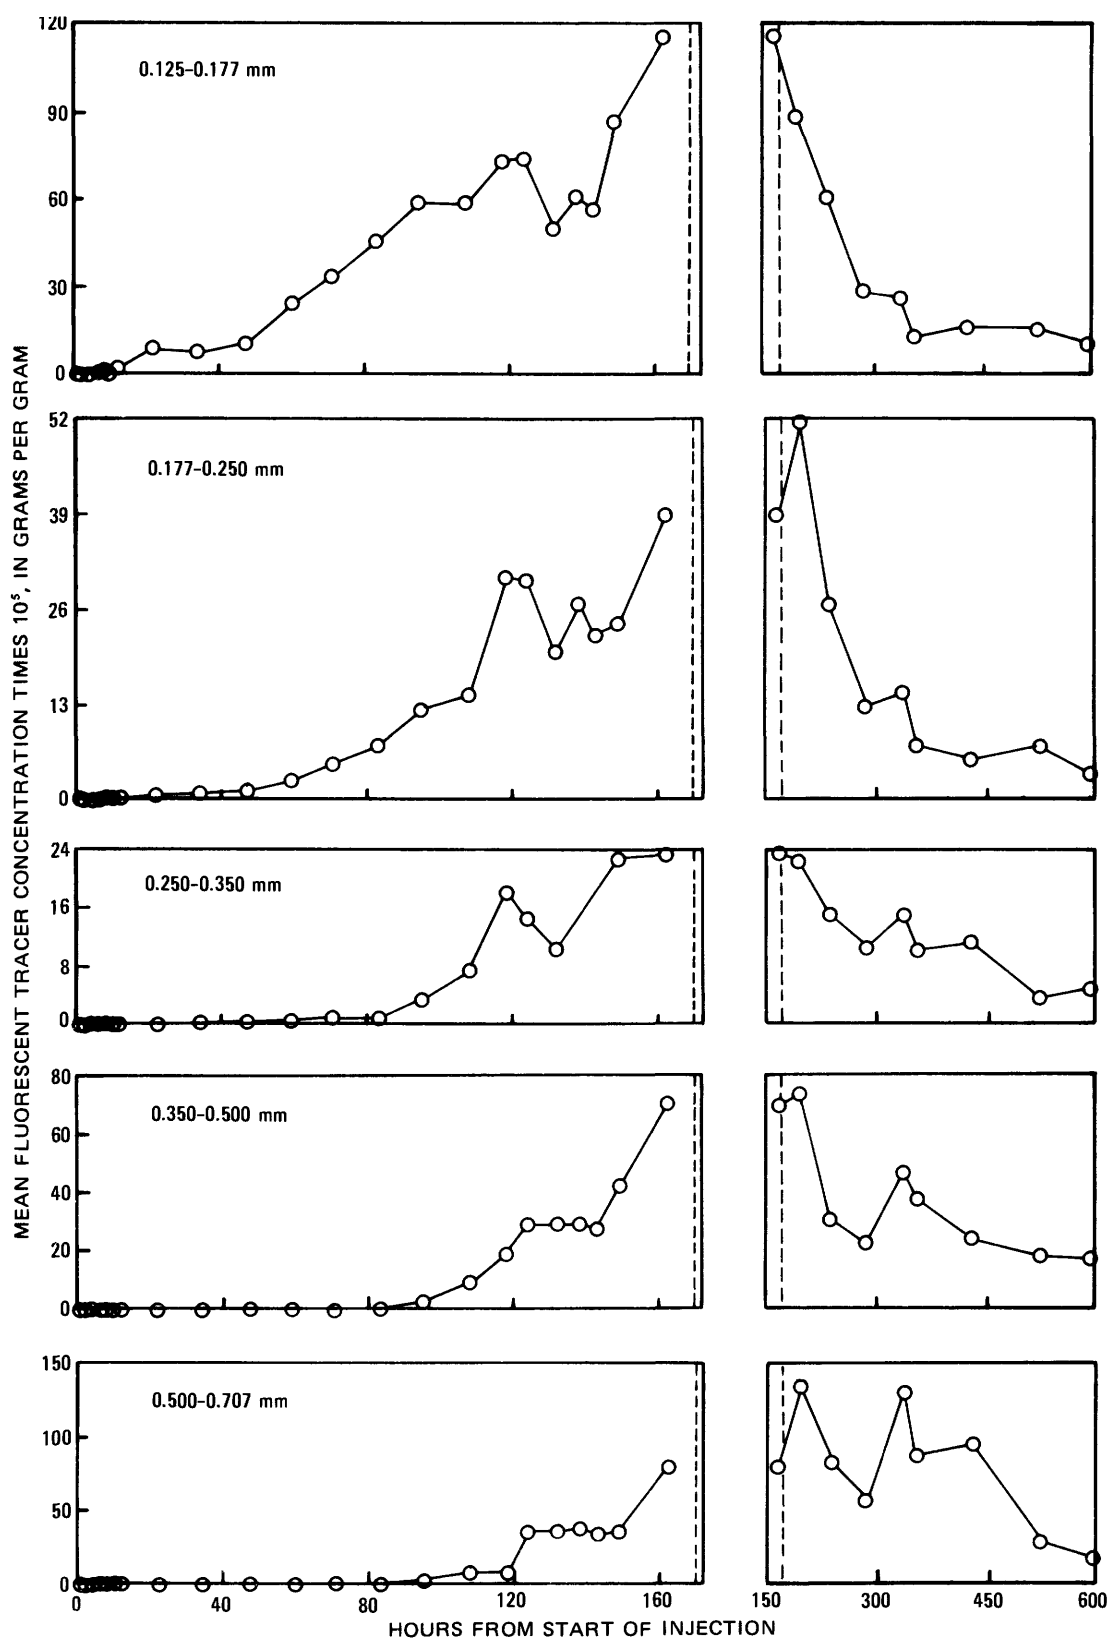 MEAN FLUORESCENT TRACER CONCENTRATION TIMES 10⁵, IN GRAMS PER GRAM
120
0.125–0.177 mm
90
60
30
0
52
0.177–0.250 mm
39
26
13
0
24
0.250–0.350 mm
16
8
0
80
0.350–0.500 mm
60
40
20
0
150
0.500–0.707 mm
100
50
0
0 40 80 120 160 150 300 450 600
HOURS FROM START OF INJECTION